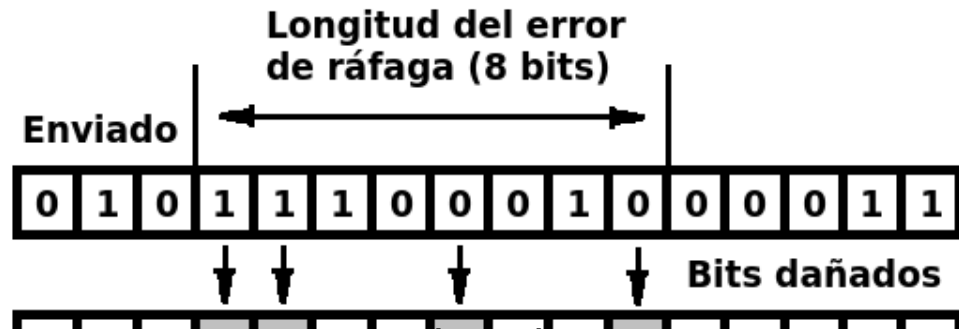 Longitud del error
de ráfaga (8 bits)
Enviado
0 1 0 1 1 1 0 0 0 1 0 0 0 0 1 1
Bits dañados